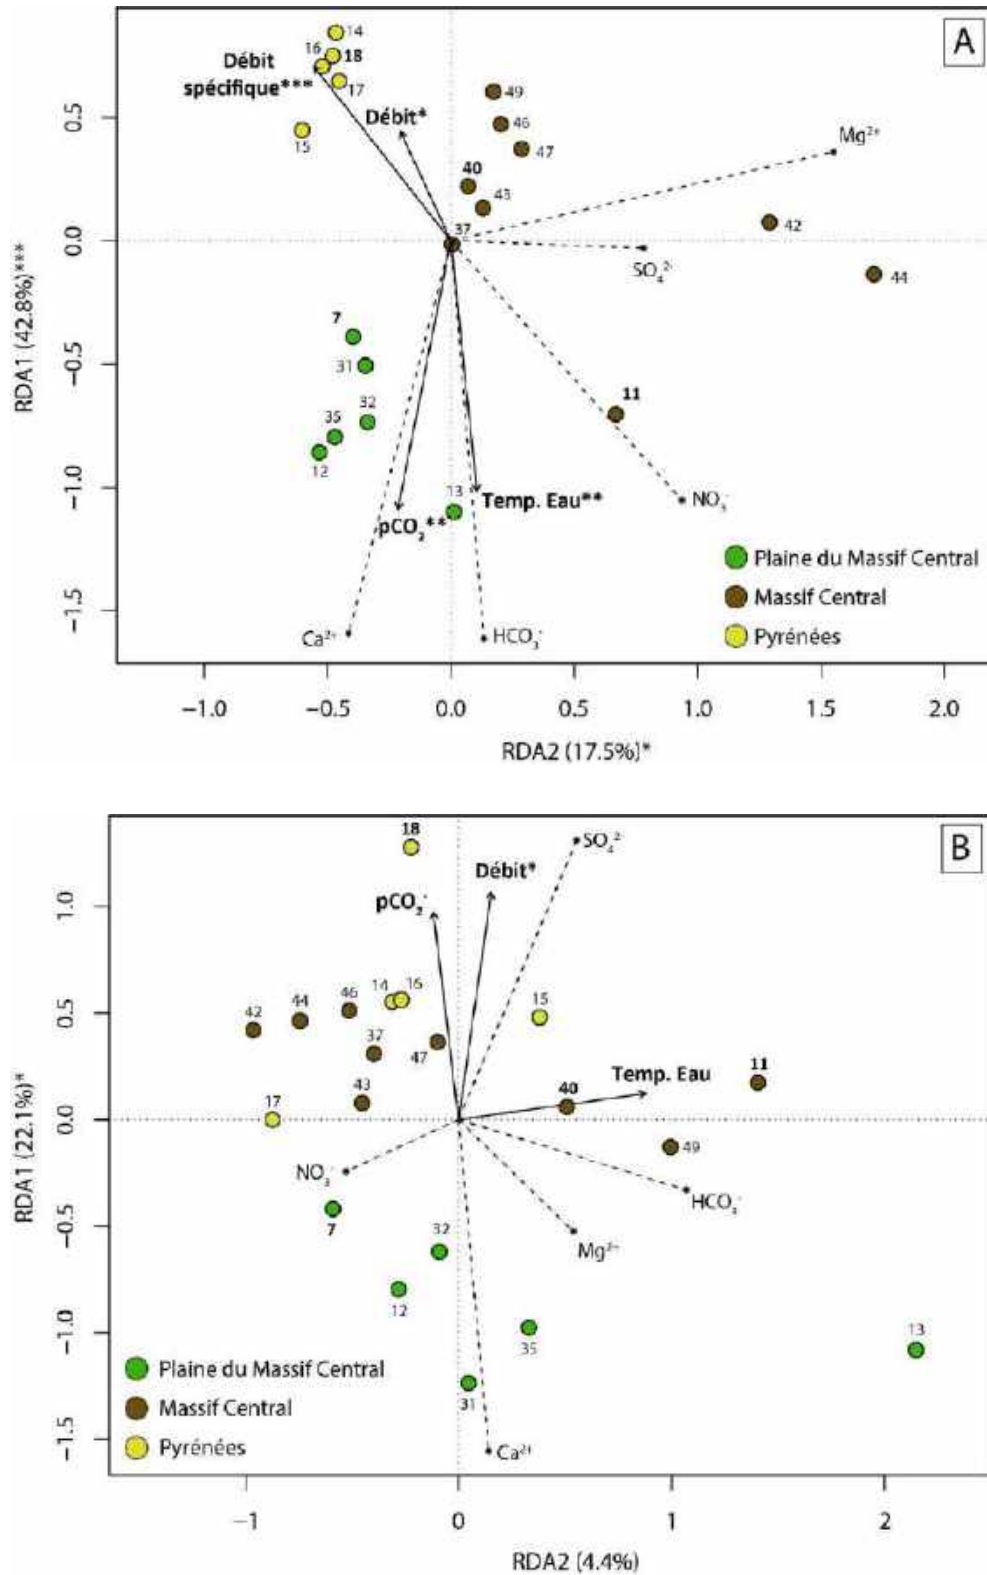 A
14
16
18
Débit
spécifique***
17
Débit*
15
49
46
47
40
43
37
Mg²⁺
42
SO₄²⁻
44
7
31
32
35
12
11
13
Temp. Eau**
pCO₂**
NO₃⁻
Ca²⁺
HCO₃⁻
Plaine du Massif Central
Massif Central
Pyrénées
0.5
0.0
−0.5
−1.0
−1.5
RDA1 (42.8%)***
−1.0 −0.5 0.0 0.5 1.0 1.5 2.0
RDA2 (17.5%)*
B
18
SO₄²⁻
Débit*
pCO₂·
14 16
46
44
42
15
37
47
43
17
Temp. Eau
40
11
49
NO₃⁻
HCO₃⁻
7
32
Mg²⁺
12
35
13
31
Ca²⁺
Plaine du Massif Central
Massif Central
Pyrénées
1.0
0.5
0.0
−0.5
−1.0
−1.5
RDA1 (22.1%)*
−1 0 1 2
RDA2 (4.4%)